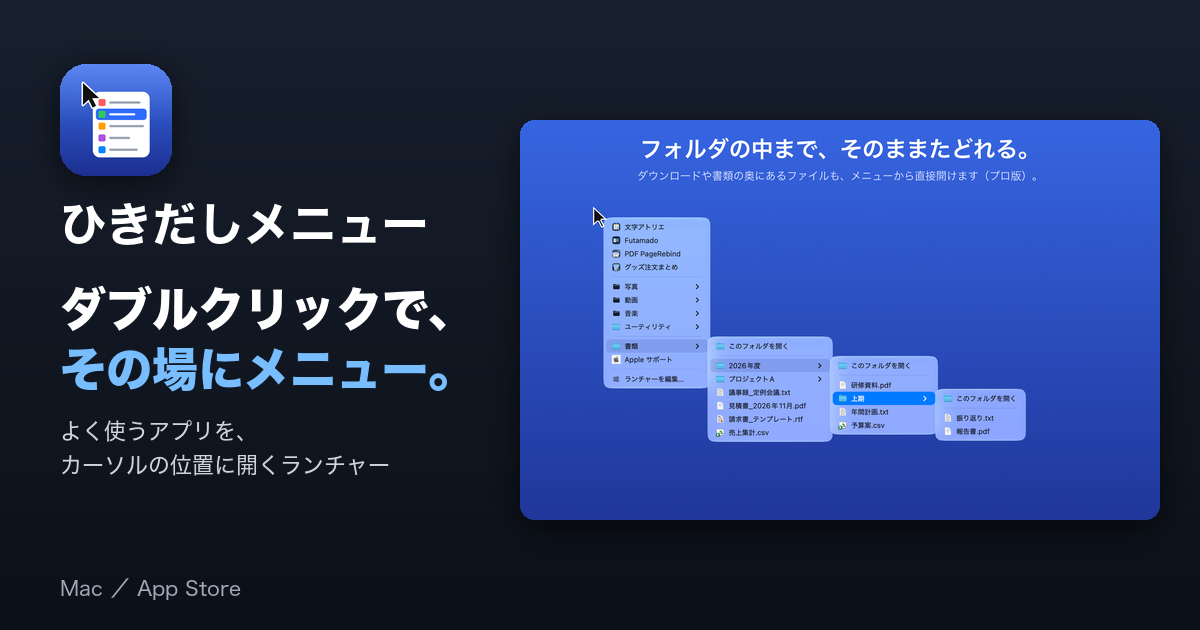 ひきだしメニュー
ダブルクリックで、
その場にメニュー。
よく使うアプリを、
カーソルの位置に開くランチャー
Mac ／ App Store
フォルダの中まで、そのままたどれる。
ダウンロードや書類の奥にあるファイルも、メニューから直接開けます（プロ版）。
文字アトリエ
Futamado
PDF PageRebind
グッズ注文まとめ
写真
動画
音楽
ユーティリティ
書類
Apple サポート
ランチャーを編集...
このフォルダを開く
2026年度
プロジェクトA
議事録_定例会議.txt
見積書_2026年11月.pdf
請求書_テンプレート.rtf
売上集計.csv
このフォルダを開く
研修資料.pdf
上期
年間計画.txt
予算案.csv
このフォルダを開く
振り返り.txt
報告書.pdf